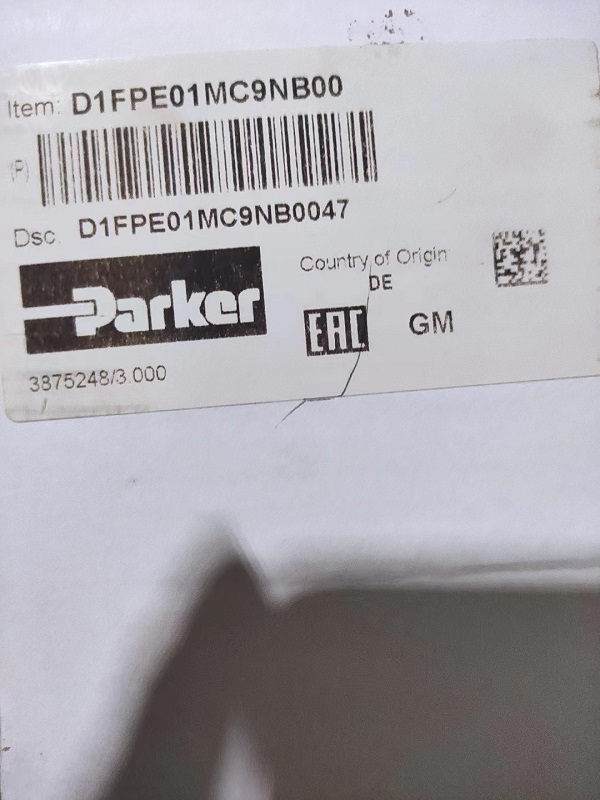 Item: D1FPE01MC9NB00
(P)
Dsc. D1FPE01MC9NB0047
Parker
Country of Origin
DE
EAC
GM
3875248/3.000